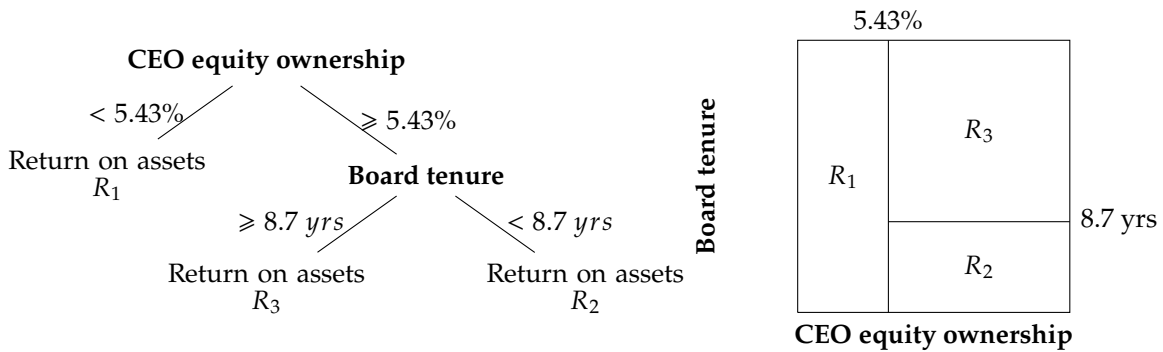 CEO equity ownership
< 5.43%
⩾ 5.43%
Return on assets
R₁
Board tenure
⩾ 8.7 yrs
< 8.7 yrs
Return on assets
R₃
Return on assets
R₂
5.43%
Board tenure
R₁
R₃
8.7 yrs
R₂
CEO equity ownership